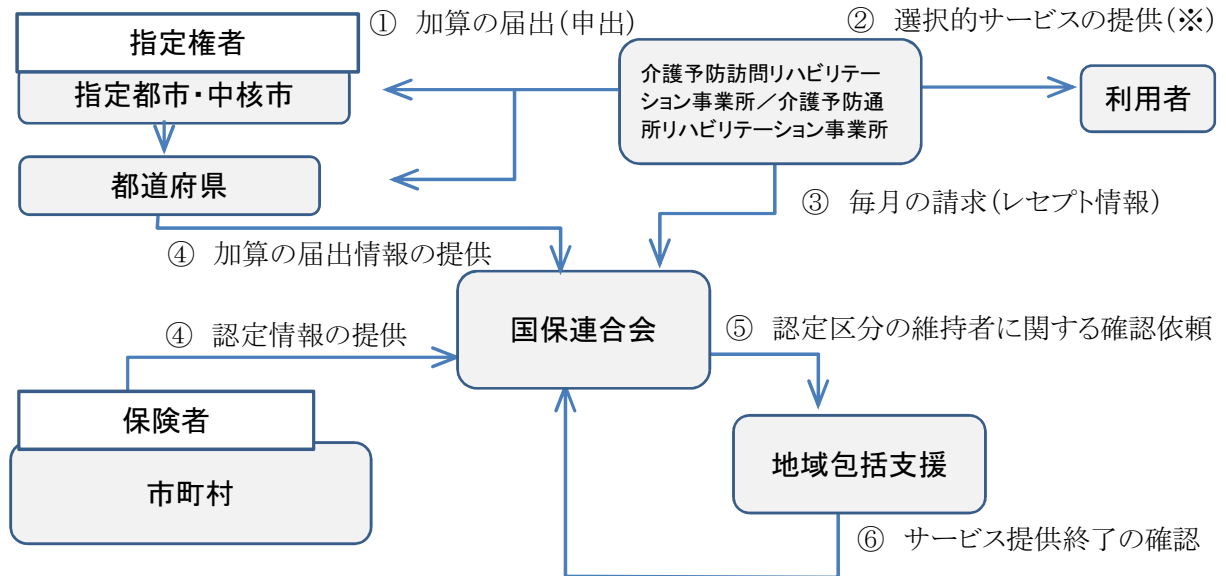 ① 加算の届出(申出)
② 選択的サービスの提供(※)
指定権者
指定都市・中核市
介護予防訪問リハビリテー
ション事業所／介護予防通
所リハビリテーション事業所
利用者
都道府県
③ 毎月の請求(レセプト情報)
④ 加算の届出情報の提供
国保連合会
④ 認定情報の提供
⑤ 認定区分の維持者に関する確認依頼
保険者
市町村
地域包括支援
⑥ サービス提供終了の確認